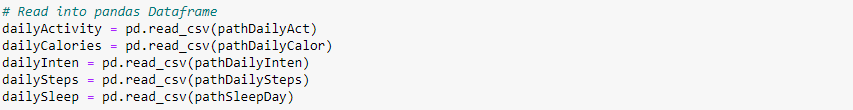 # Read into pandas Dataframe
dailyActivity = pd.read_csv(pathDailyAct)
dailyCalories = pd.read_csv(pathDailyCalor)
dailyInten = pd.read_csv(pathDailyInten)
dailySteps = pd.read_csv(pathDailySteps)
dailySleep = pd.read_csv(pathSleepDay)